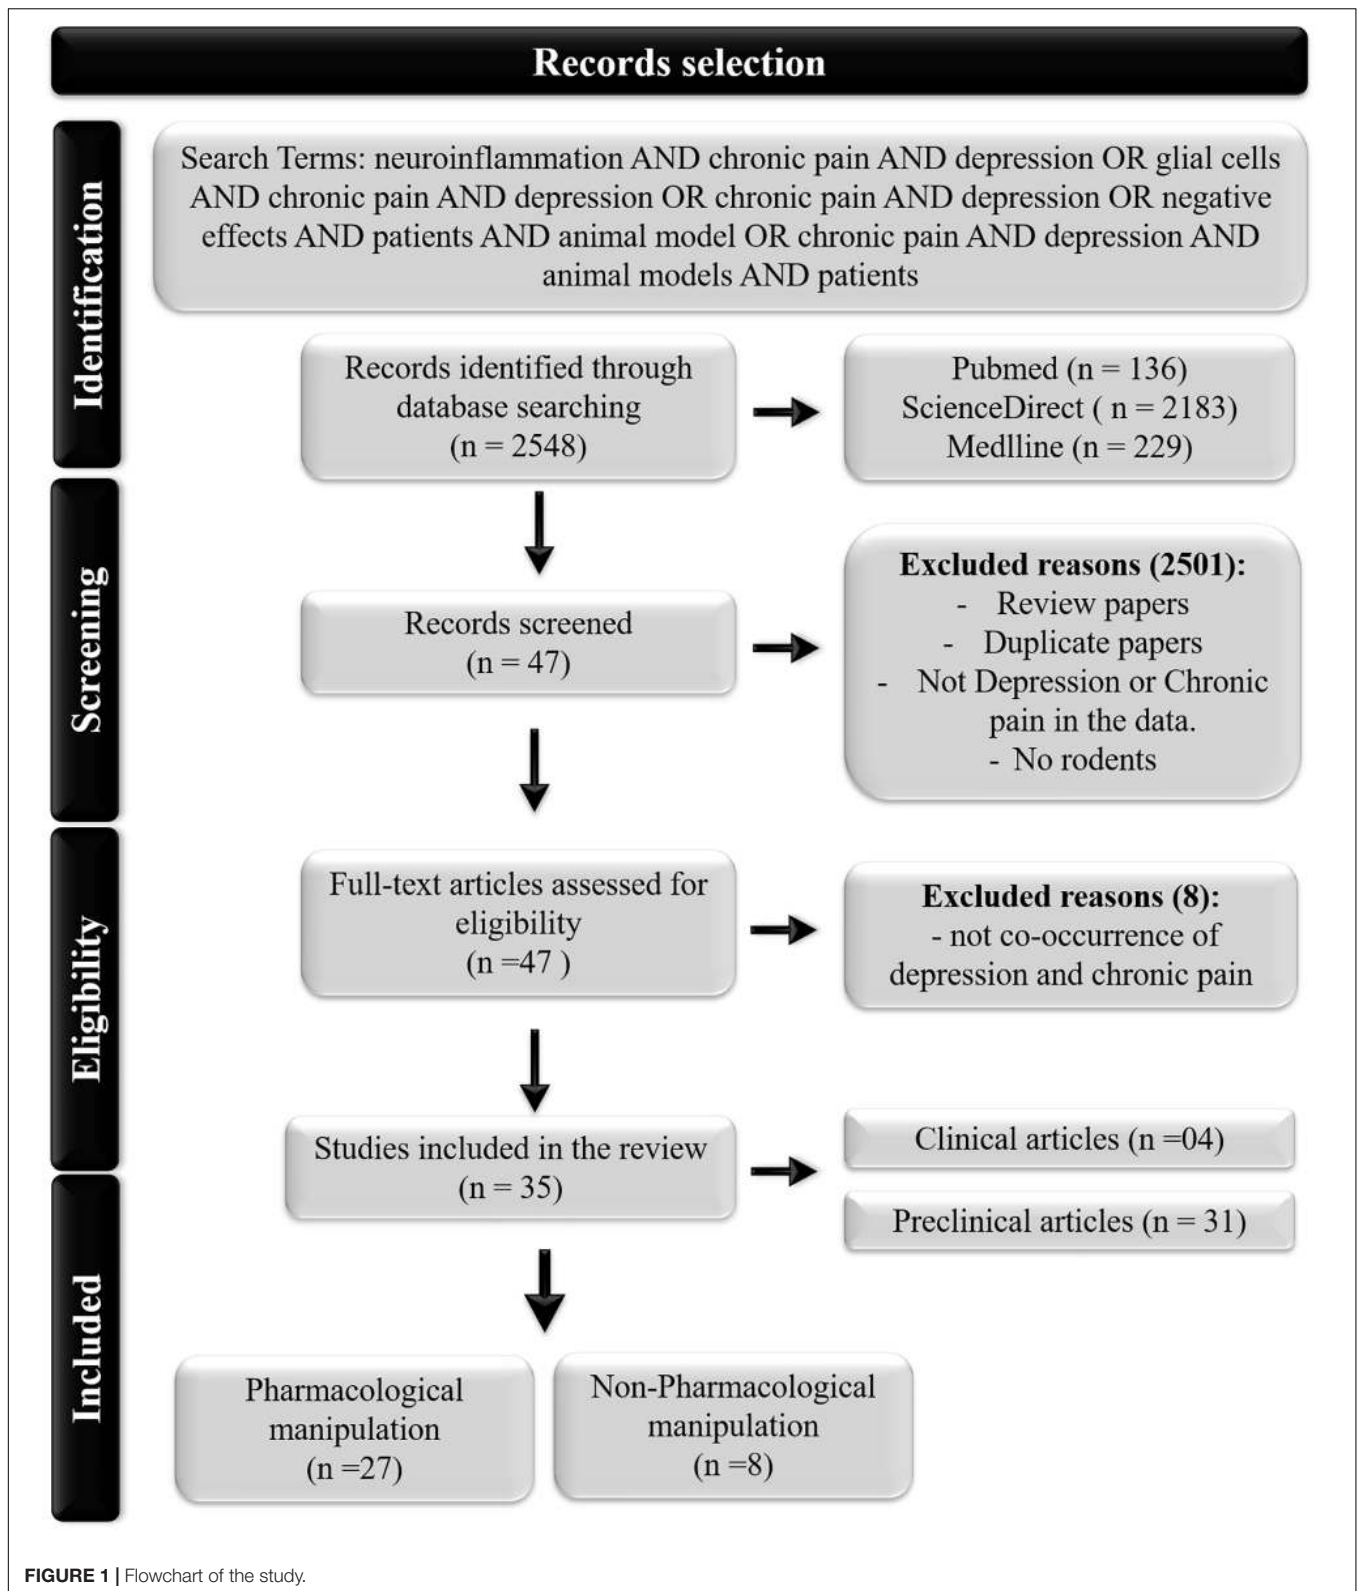 Records selection
Identification
Search Terms: neuroinflammation AND chronic pain AND depression OR glial cells
AND chronic pain AND depression OR chronic pain AND depression OR negative
effects AND patients AND animal model OR chronic pain AND depression AND
animal models AND patients
Records identified through
database searching
(n = 2548)
Pubmed (n = 136)
ScienceDirect ( n = 2183)
Medlline (n = 229)
Screening
Records screened
(n = 47)
Excluded reasons (2501):
- Review papers
- Duplicate papers
- Not Depression or Chronic
pain in the data.
- No rodents
Eligibility
Full-text articles assessed for
eligibility
(n =47 )
Excluded reasons (8):
- not co-occurrence of
depression and chronic pain
Studies included in the review
(n = 35)
Clinical articles (n =04)
Preclinical articles (n = 31)
Included
Pharmacological
manipulation
(n =27)
Non-Pharmacological
manipulation
(n =8)
FIGURE 1 | Flowchart of the study.